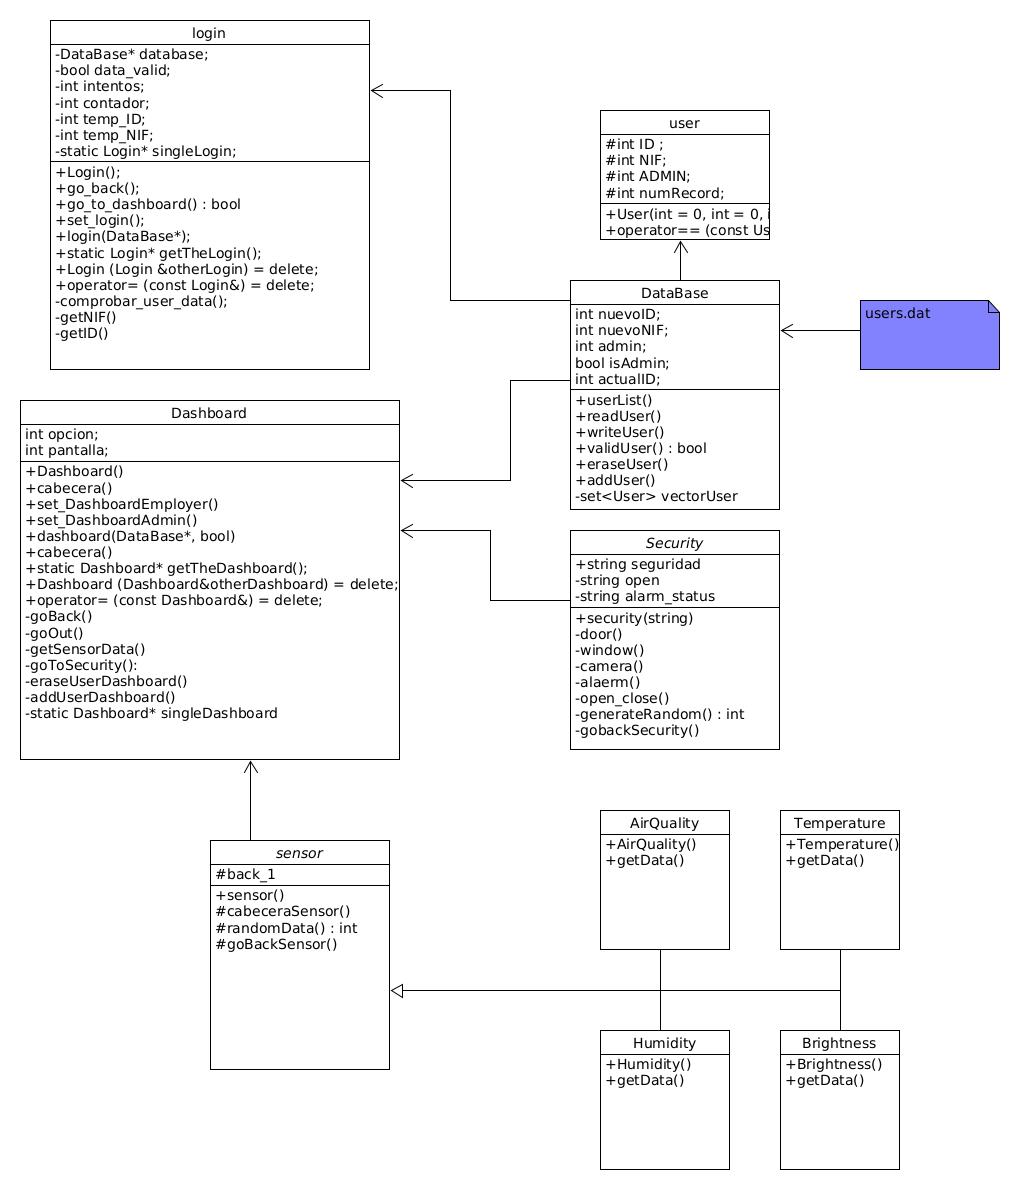 login
-DataBase* database;
-bool data_valid;
-int intentos;
-int contador;
-int temp_ID;
-int temp_NIF;
-static Login* singleLogin;
+Login();
+go_back();
+go_to_dashboard() : bool
+set_login();
+login(DataBase*);
+static Login* getTheLogin();
+Login (Login &otherLogin) = delete;
+operator= (const Login&) = delete;
-comprobar_user_data();
-getNIF()
-getID()
user
#int ID ;
#int NIF;
#int ADMIN;
#int numRecord;
+User(int = 0, int = 0, i
+operator== (const Us
DataBase
int nuevoID;
int nuevoNIF;
int admin;
bool isAdmin;
int actualID;
+userList()
+readUser()
+writeUser()
+validUser() : bool
+eraseUser()
+addUser()
-set<User> vectorUser
users.dat
Dashboard
int opcion;
int pantalla;
+Dashboard()
+cabecera()
+set_DashboardEmployer()
+set_DashboardAdmin()
+dashboard(DataBase*, bool)
+cabecera()
+static Dashboard* getTheDashboard();
+Dashboard (Dashboard&otherDashboard) = delete;
+operator= (const Dashboard&) = delete;
-goBack()
-goOut()
-getSensorData()
-goToSecurity():
-eraseUserDashboard()
-addUserDashboard()
-static Dashboard* singleDashboard
Security
+string seguridad
-string open
-string alarm_status
+security(string)
-door()
-window()
-camera()
-alaerm()
-open_close()
-generateRandom() : int
-gobackSecurity()
sensor
#back_1
+sensor()
#cabeceraSensor()
#randomData() : int
#goBackSensor()
AirQuality
+AirQuality()
+getData()
Temperature
+Temperature()
+getData()
Humidity
+Humidity()
+getData()
Brightness
+Brightness()
+getData()